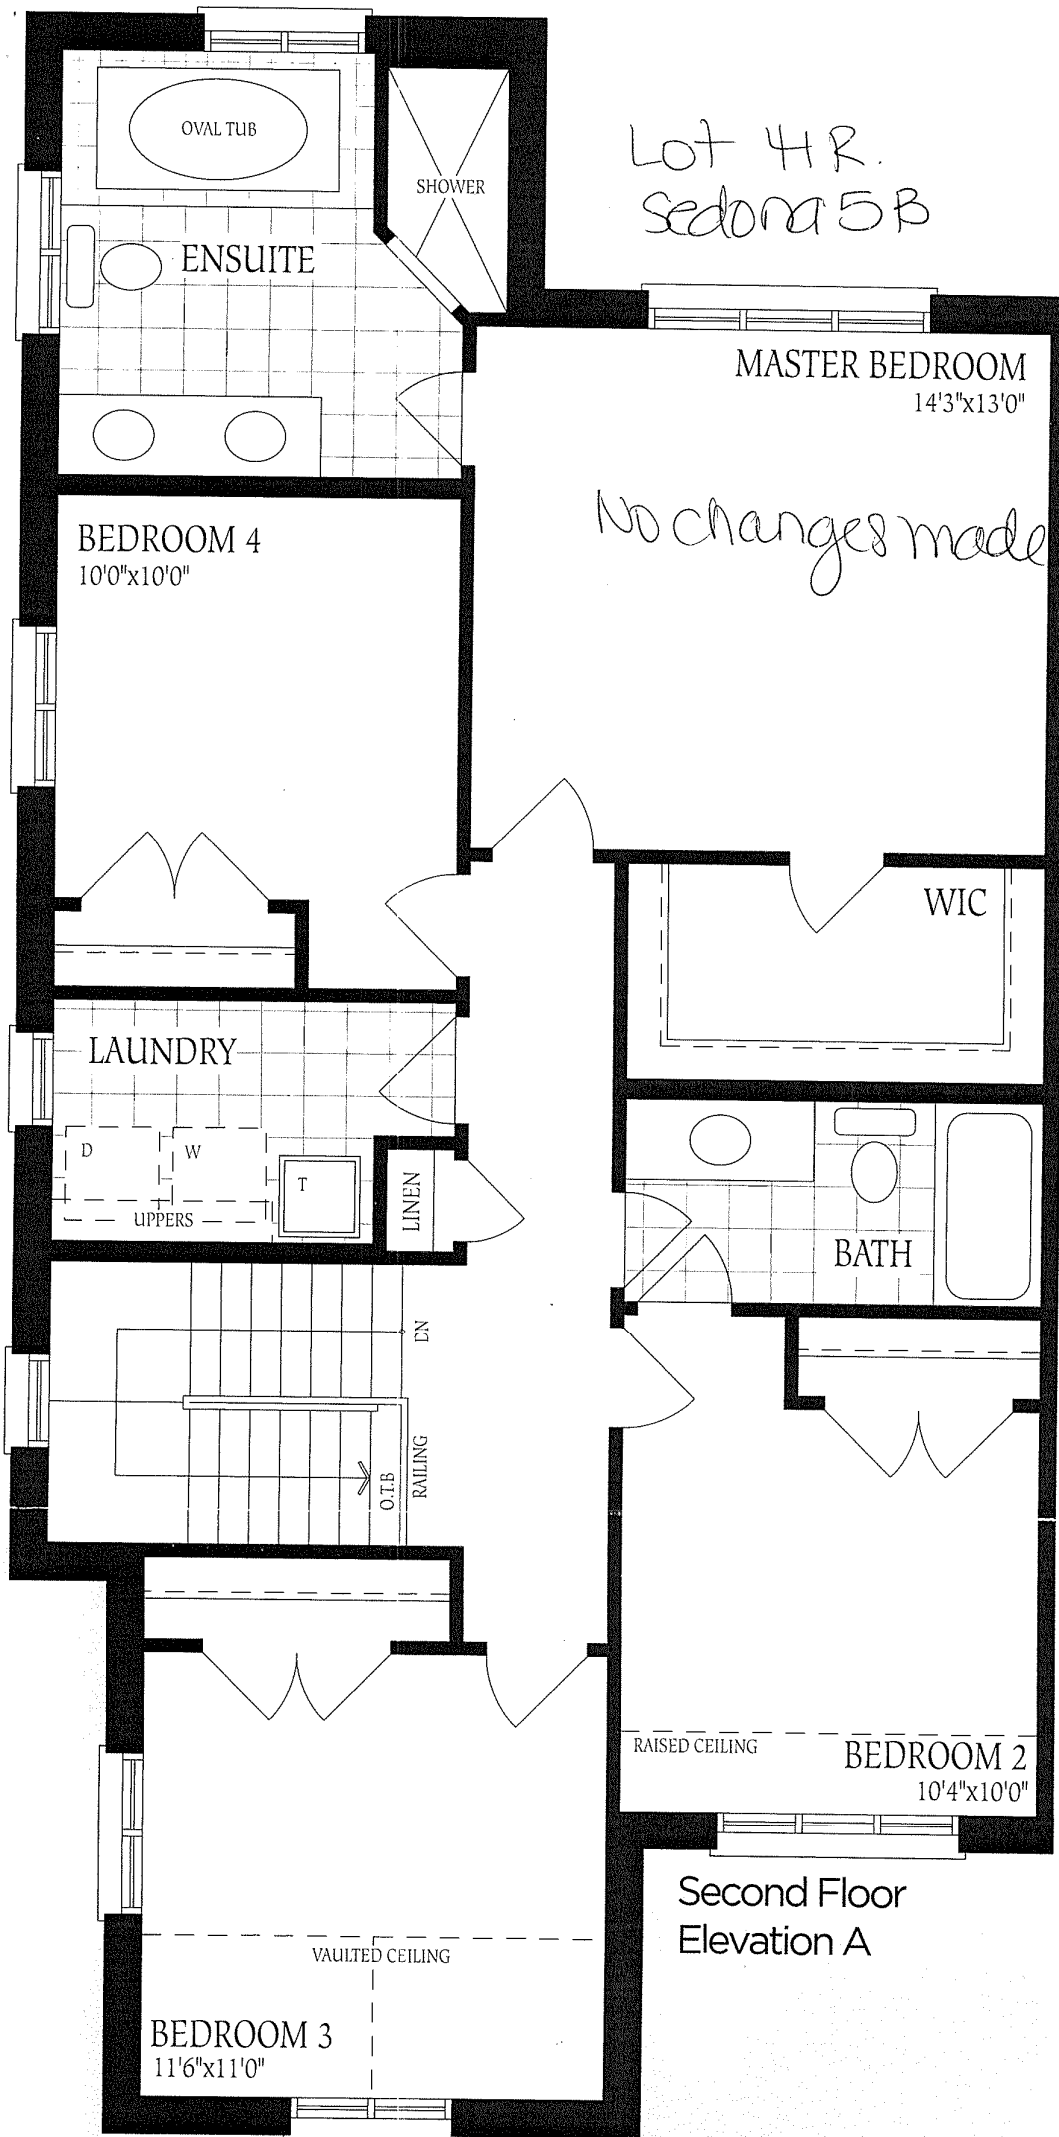 OVAL TUB
SHOWER
Lot 4R.
Sedona 5B
ENSUITE
MASTER BEDROOM
14'3"x13'0"
No changes made
BEDROOM 4
10'0"x10'0"
WIC
LAUNDRY
D
W
T
UPPERS
LINEN
BATH
DN
O.T.B
RAILING
RAISED CEILING
BEDROOM 2
10'4"x10'0"
Second Floor
Elevation A
VAULTED CEILING
BEDROOM 3
11'6"x11'0"